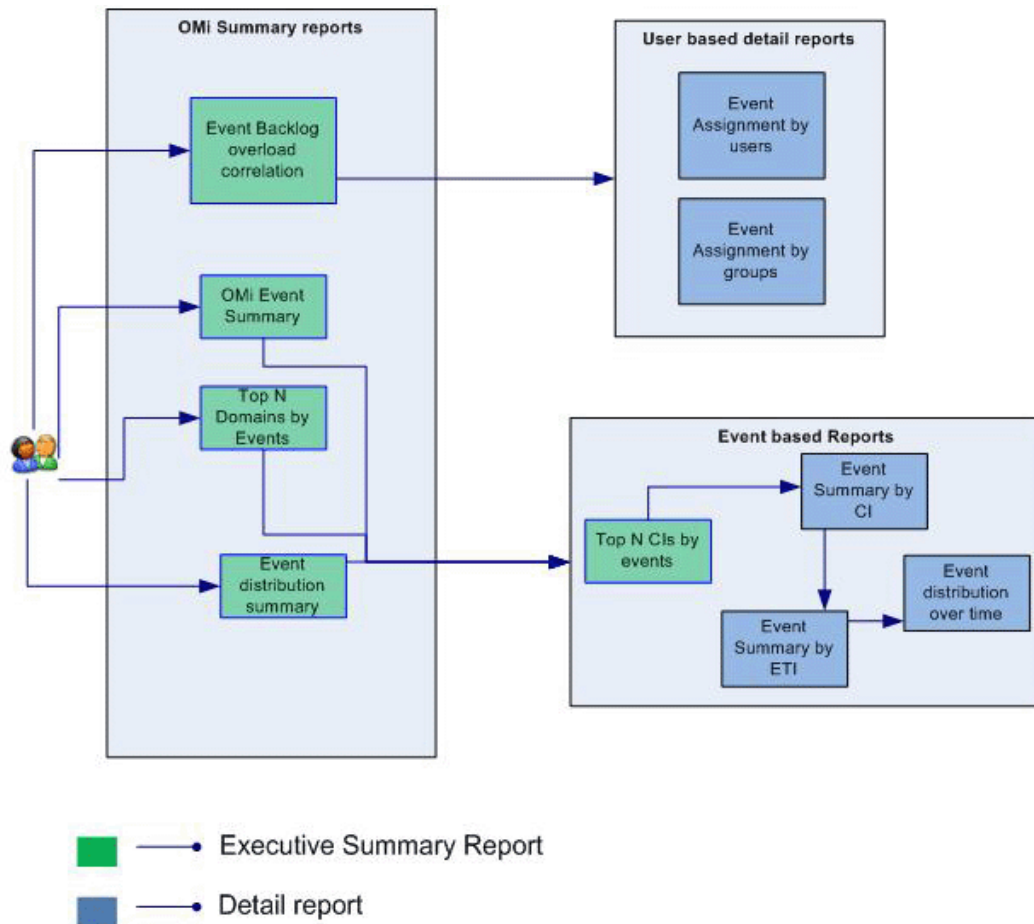 OMi Summary reports
Event Backlog
overload
correlation
OMi Event
Summary
Top N
Domains by
Events
Event
distribution
summary
User based detail reports
Event
Assignment by
users
Event
Assignment by
groups
Event based Reports
Top N CIs by
events
Event
Summary by
CI
Event
Summary by
ETI
Event
distribution
over time
Executive Summary Report
Detail report